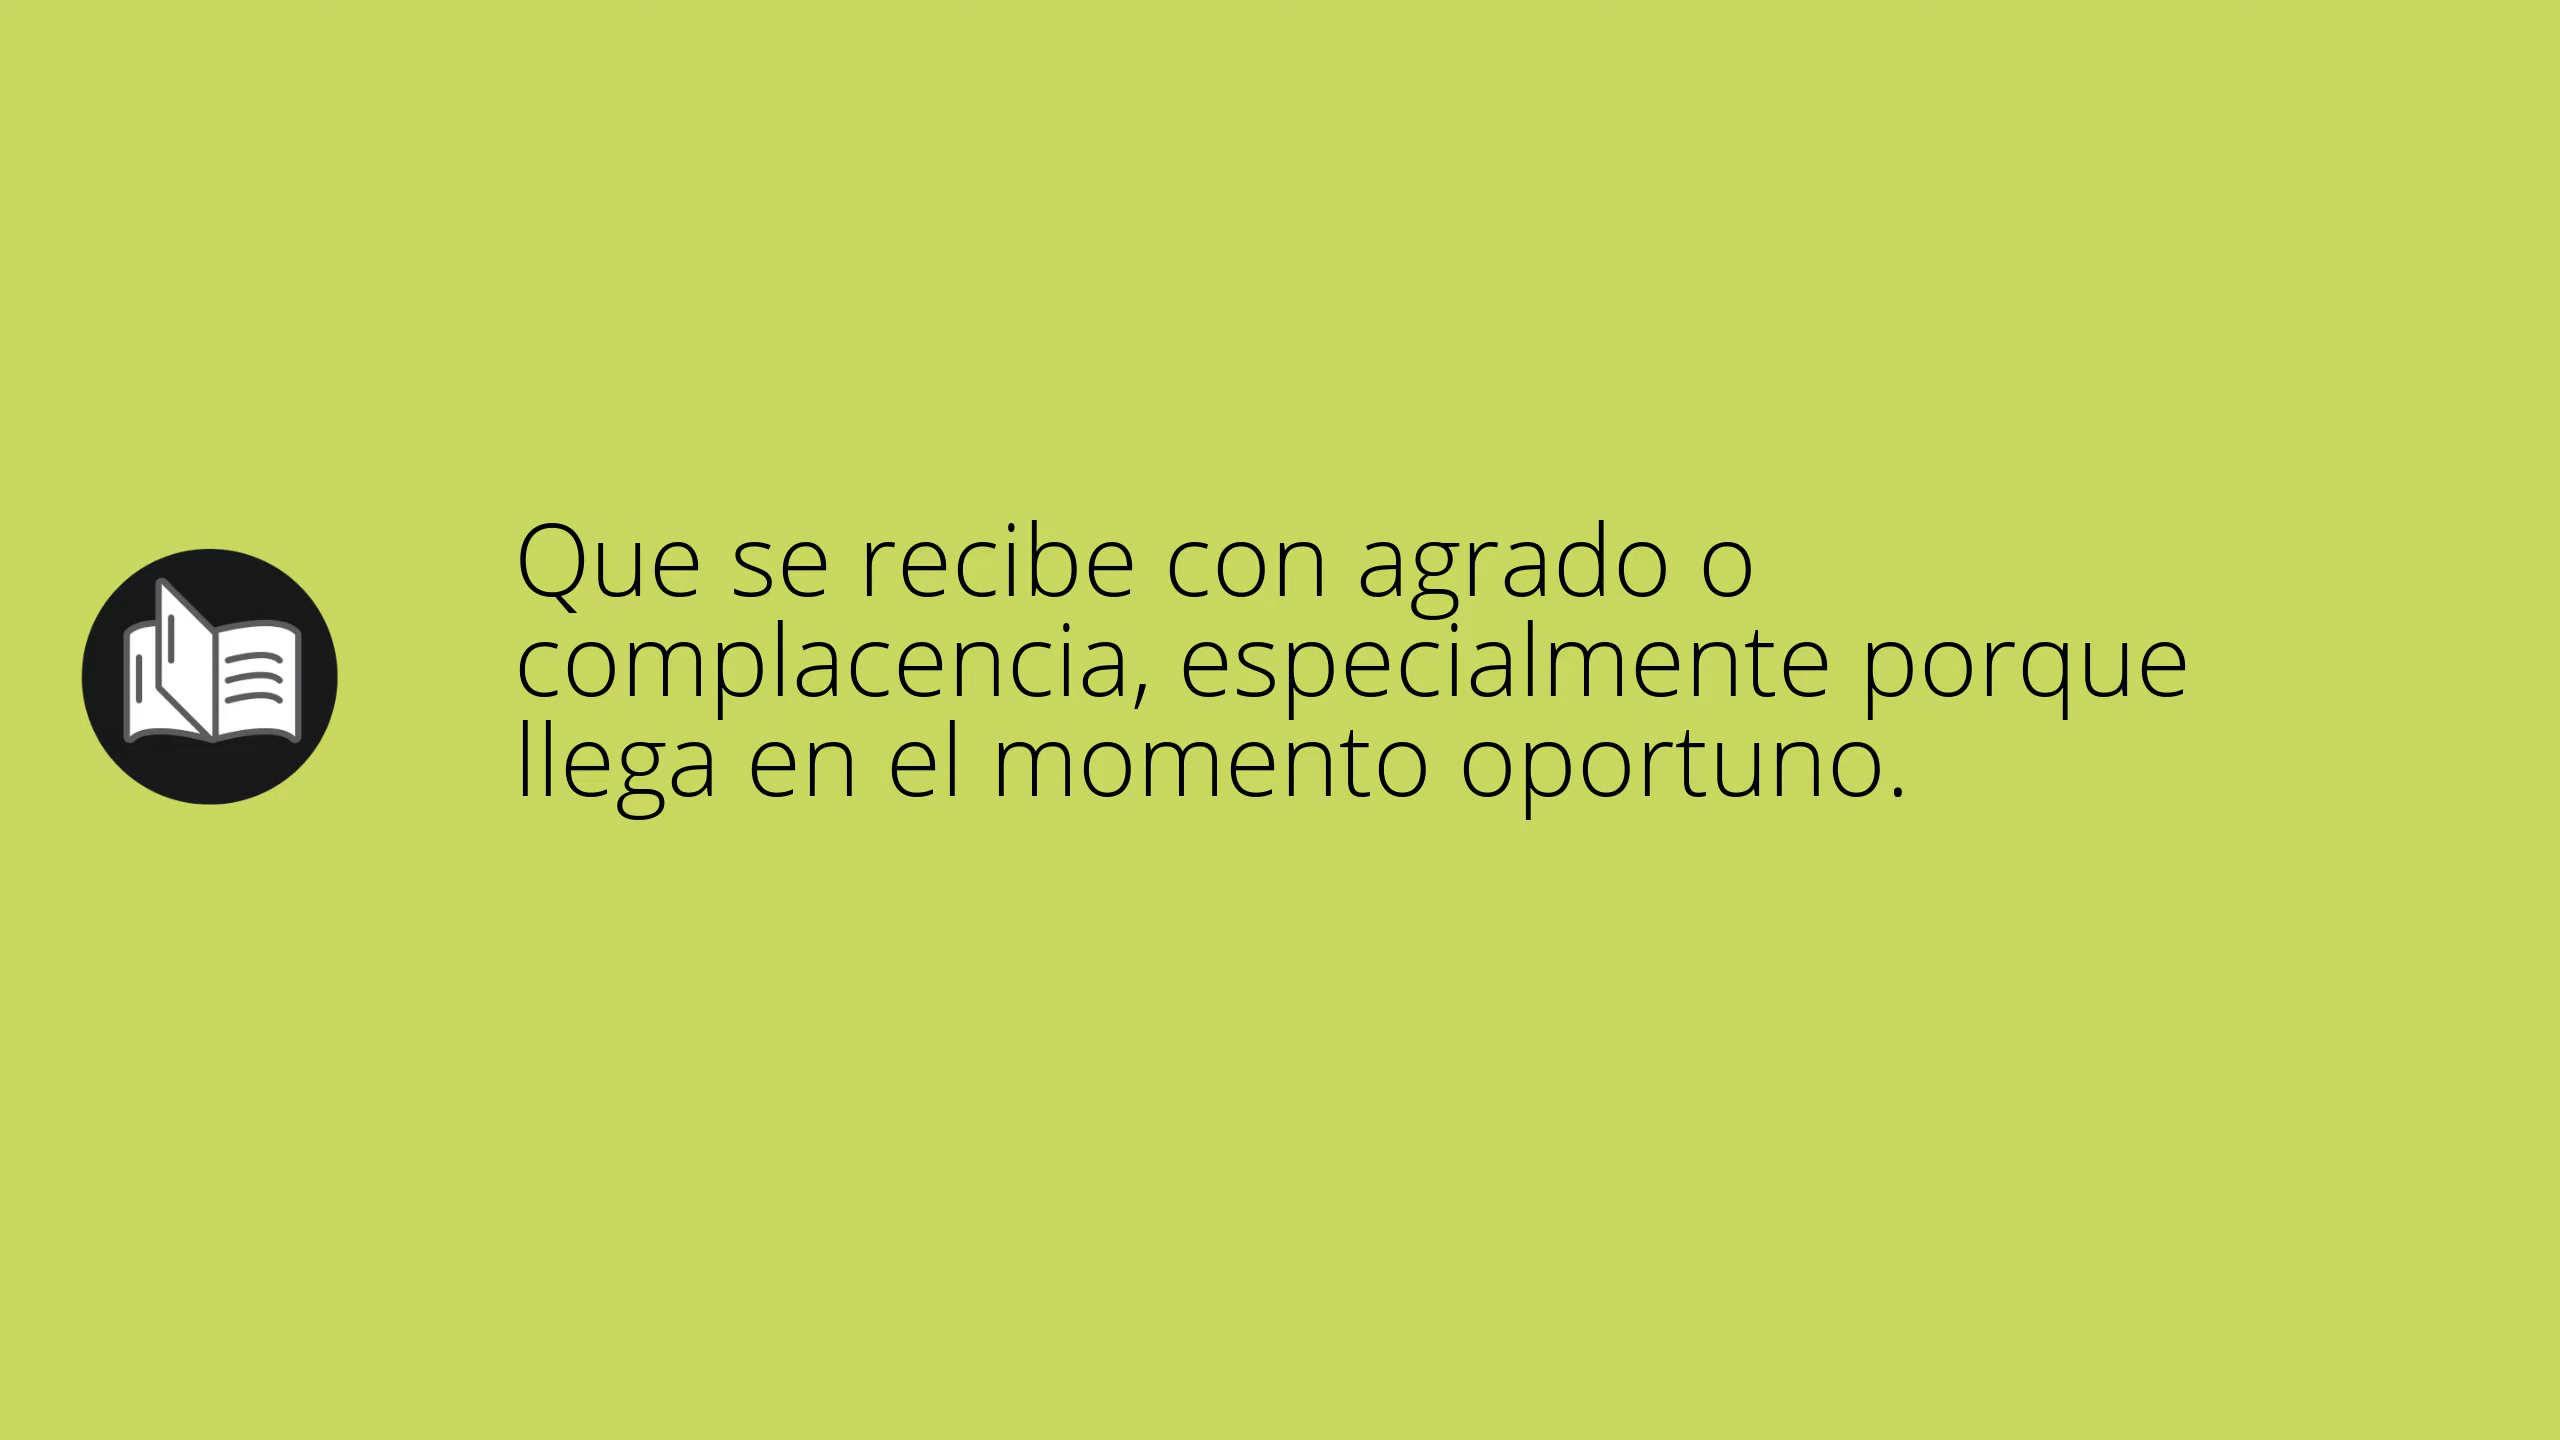 Que se recibe con agrado o
complacencia, especialmente porque
llega en el momento oportuno.